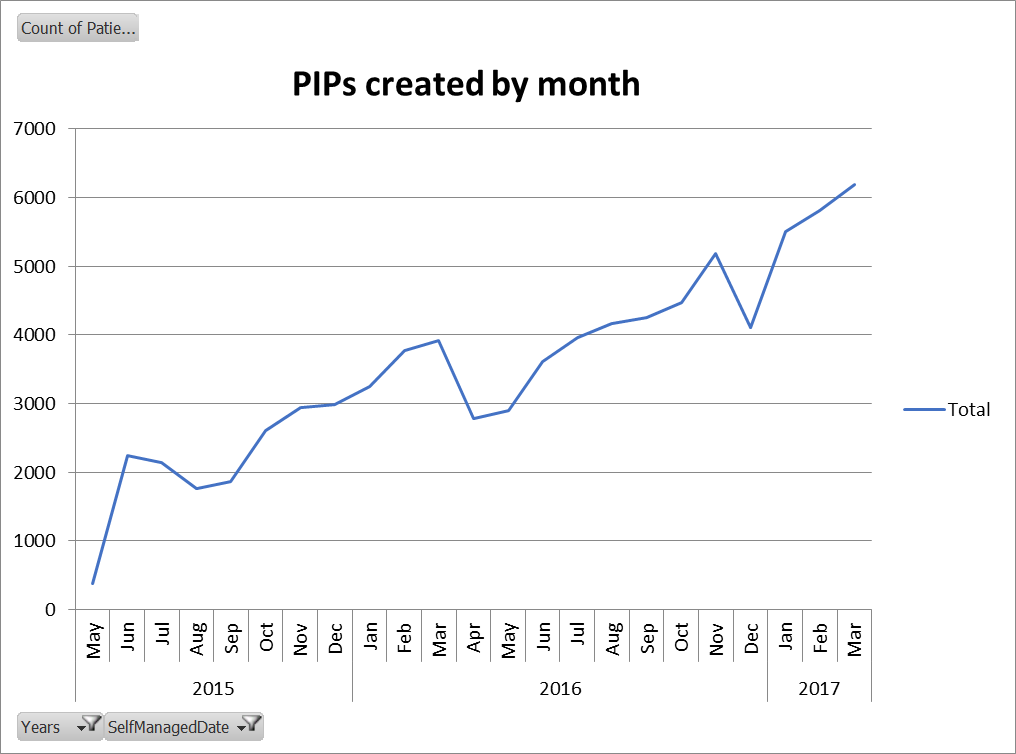 Count of Patie...
PIPs created by month
7000
6000
5000
4000
3000
2000
1000
0
Total
May Jun Jul Aug Sep Oct Nov Dec Jan Feb Mar Apr May Jun Jul Aug Sep Oct Nov Dec Jan Feb Mar
2015 2016 2017
Years SelfManagedDate